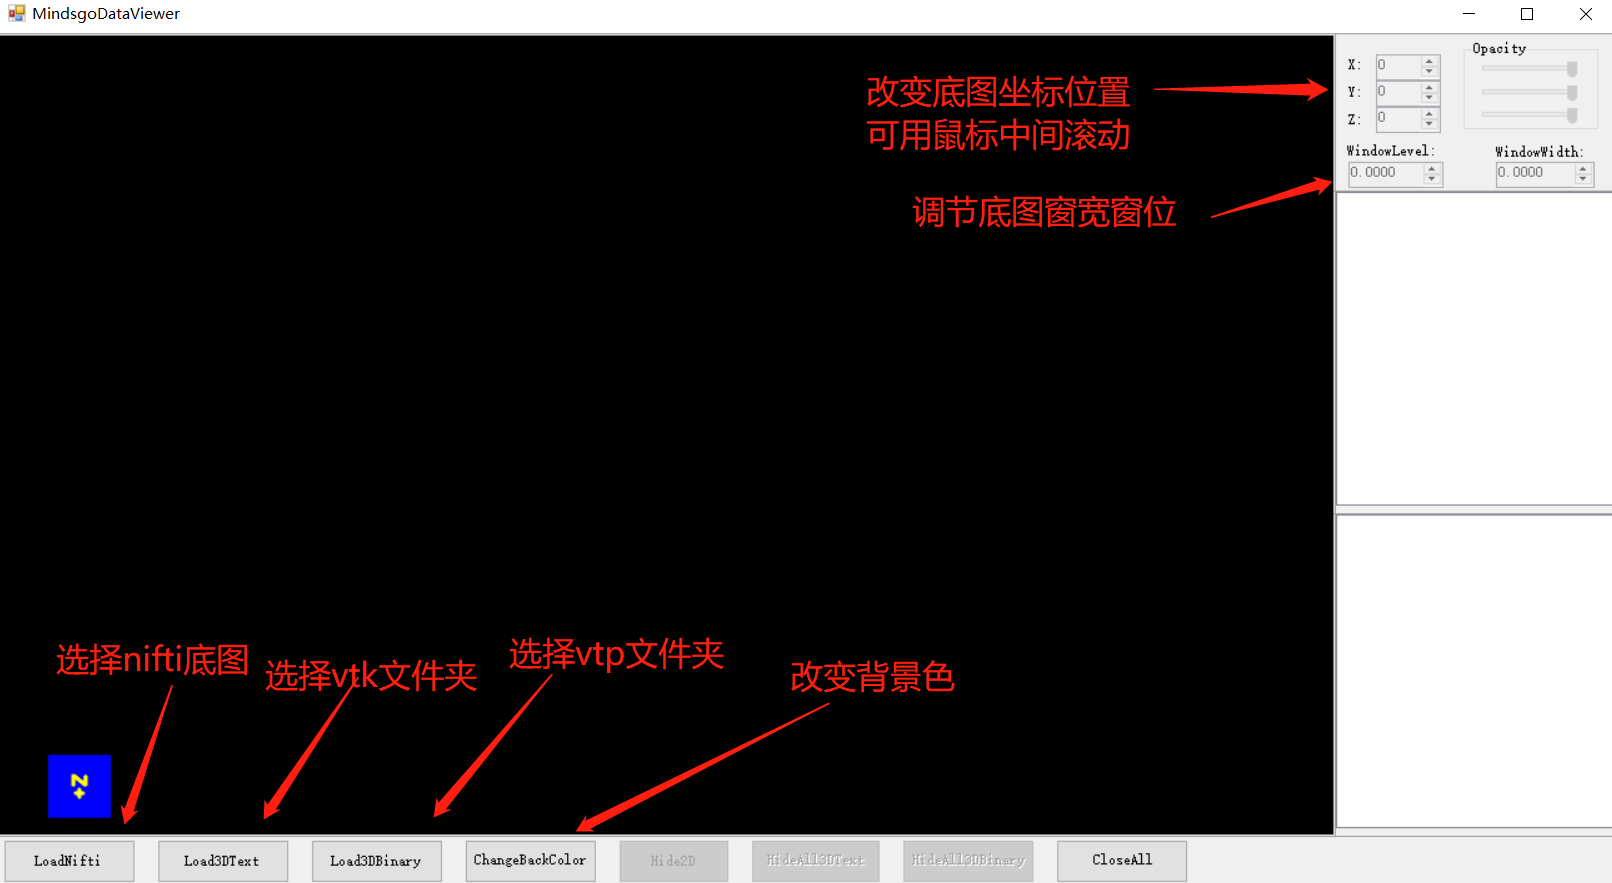 MindsgoDataViewer
改变底图坐标位置
可用鼠标中间滚动
调节底图窗宽窗位
X: 0
Y: 0
Z: 0
Opacity
WindowLevel:
WindowWidth:
0.0000
0.0000
选择nifti底图
选择vtk文件夹
选择vtp文件夹
改变背景色
Z+
LoadNifti
Load3DText
Load3DBinary
ChangeBackColor
Hide2D
HideAll3DText
HideAll3DBinary
CloseAll